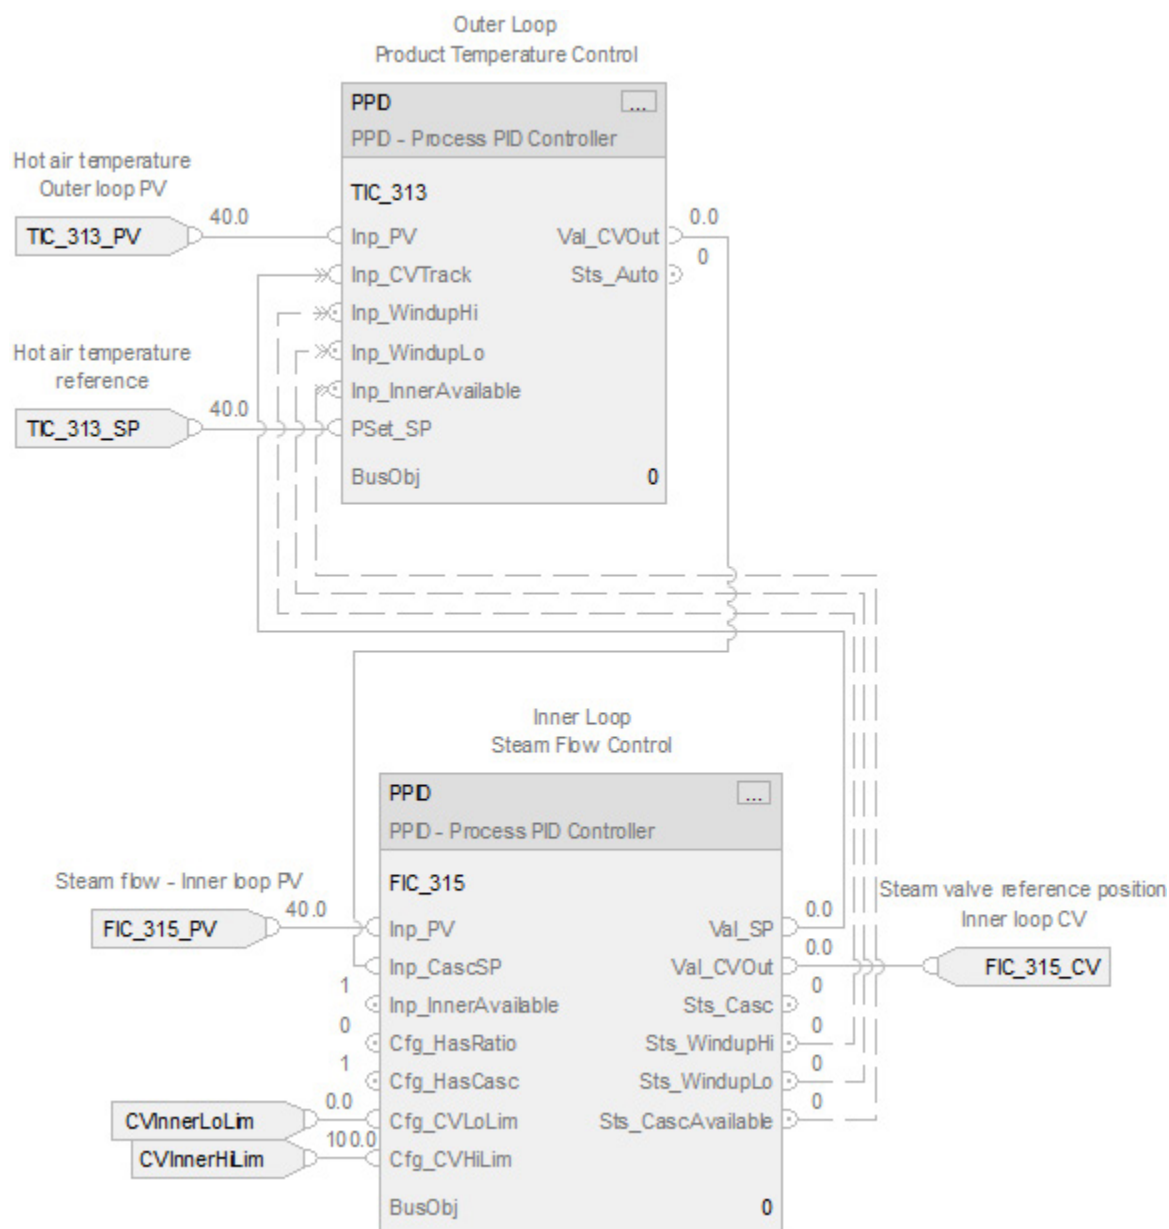 Outer Loop
Product Temperature Control
PPID
...
PPID - Process PID Controller
Hot air temperature
Outer loop PV
TIC_313
TIC_313_PV
40.0
Inp_PV
Val_CVOut
0.0
Inp_CVTrack
Sts_Auto
0
Inp_WindupHi
Hot air temperature
reference
Inp_WindupLo
Inp_InnerAvailable
TIC_313_SP
40.0
PSet_SP
BusObj
0
Inner Loop
Steam Flow Control
PPID
...
PPID - Process PID Controller
Steam flow - Inner loop PV
FIC_315
Steam valve reference position
Inner loop CV
FIC_315_PV
40.0
Inp_PV
Val_SP
0.0
Inp_CascSP
Val_CVOut
0.0
FIC_315_CV
1
Inp_InnerAvailable
Sts_Casc
0
0
Cfg_HasRatio
Sts_WindupHi
0
1
Cfg_HasCasc
Sts_WindupLo
0
CVInnerLoLim
0.0
Cfg_CVLoLim
Sts_CascAvailable
0
CVInnerHiLim
100.0
Cfg_CVHiLim
BusObj
0